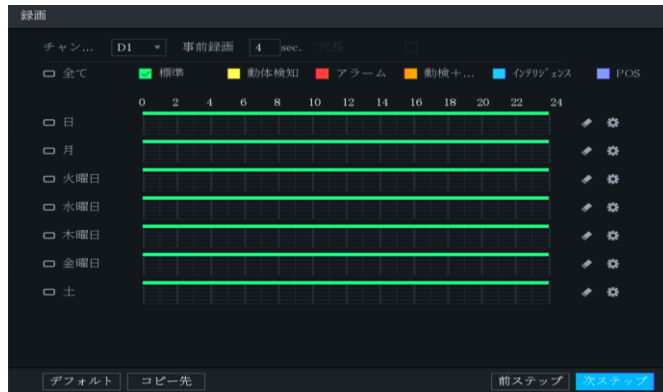 録画
チャン... D1 事前録画 4 sec. 冗長
全て 標準 動体検知 アラーム 動検＋... インテリジェンス POS
0 2 4 6 8 10 12 14 16 18 20 22 24
日
月
火曜日
水曜日
木曜日
金曜日
土
デフォルト コピー先 前ステップ 次ステップ